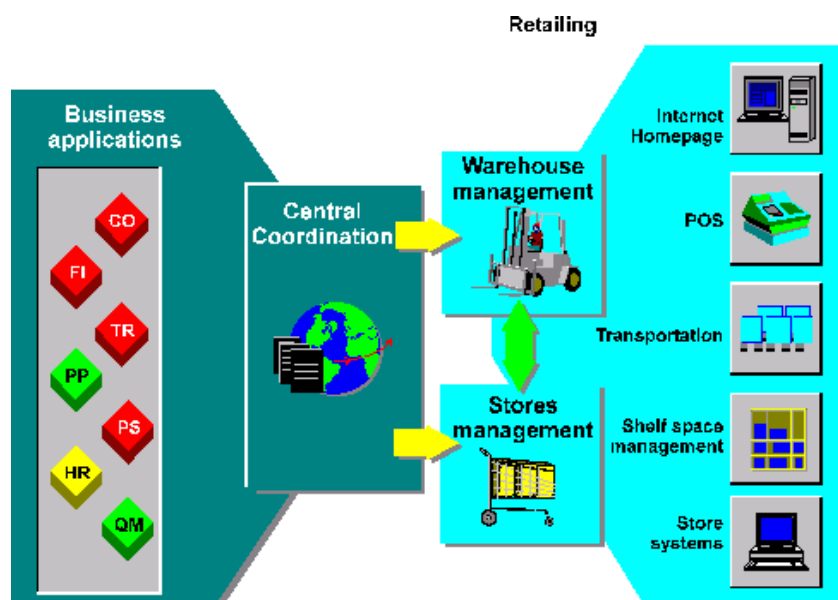 Retailing
Business
applications
CO
FI
TR
PP
PS
HR
QM
Central
Coordination
Warehouse
management
Stores
management
Internet
Homepage
POS
Transportation
Shelf space
management
Store
systems